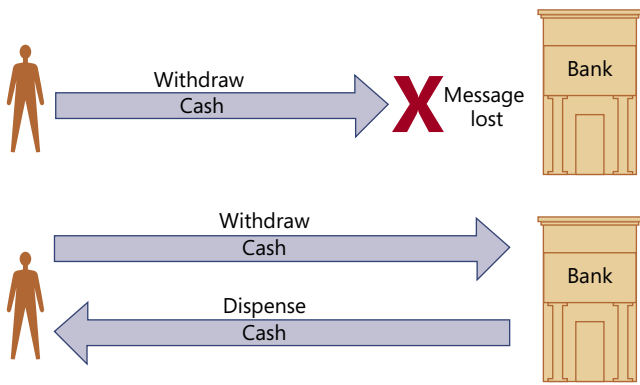 Withdraw
Cash
Message
lost
Bank
Withdraw
Cash
Dispense
Cash
Bank